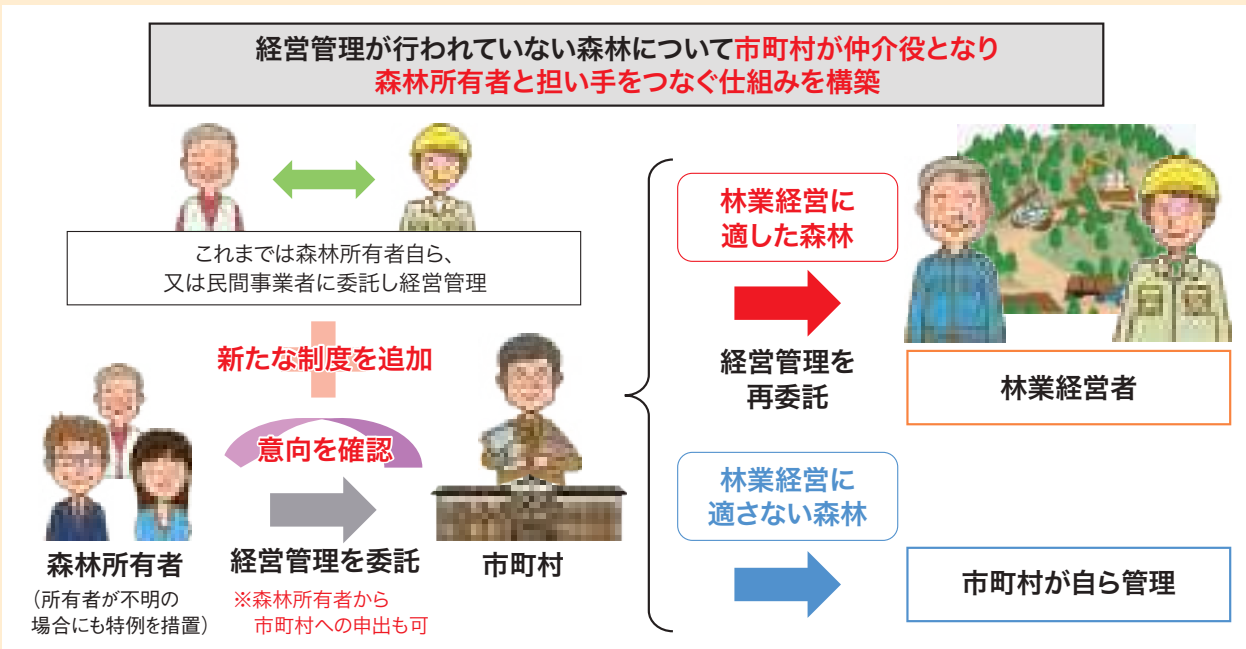 経営管理が行われていない森林について市町村が仲介役となり
森林所有者と担い手をつなぐ仕組みを構築
これまでは森林所有者自ら、
又は民間事業者に委託し経営管理
新たな制度を追加
意向を確認
森林所有者
(所有者が不明の
場合にも特例を措置)
経営管理を委託
※森林所有者から
市町村への申出も可
市町村
林業経営に
適した森林
経営管理を
再委託
林業経営者
林業経営に
適さない森林
市町村が自ら管理